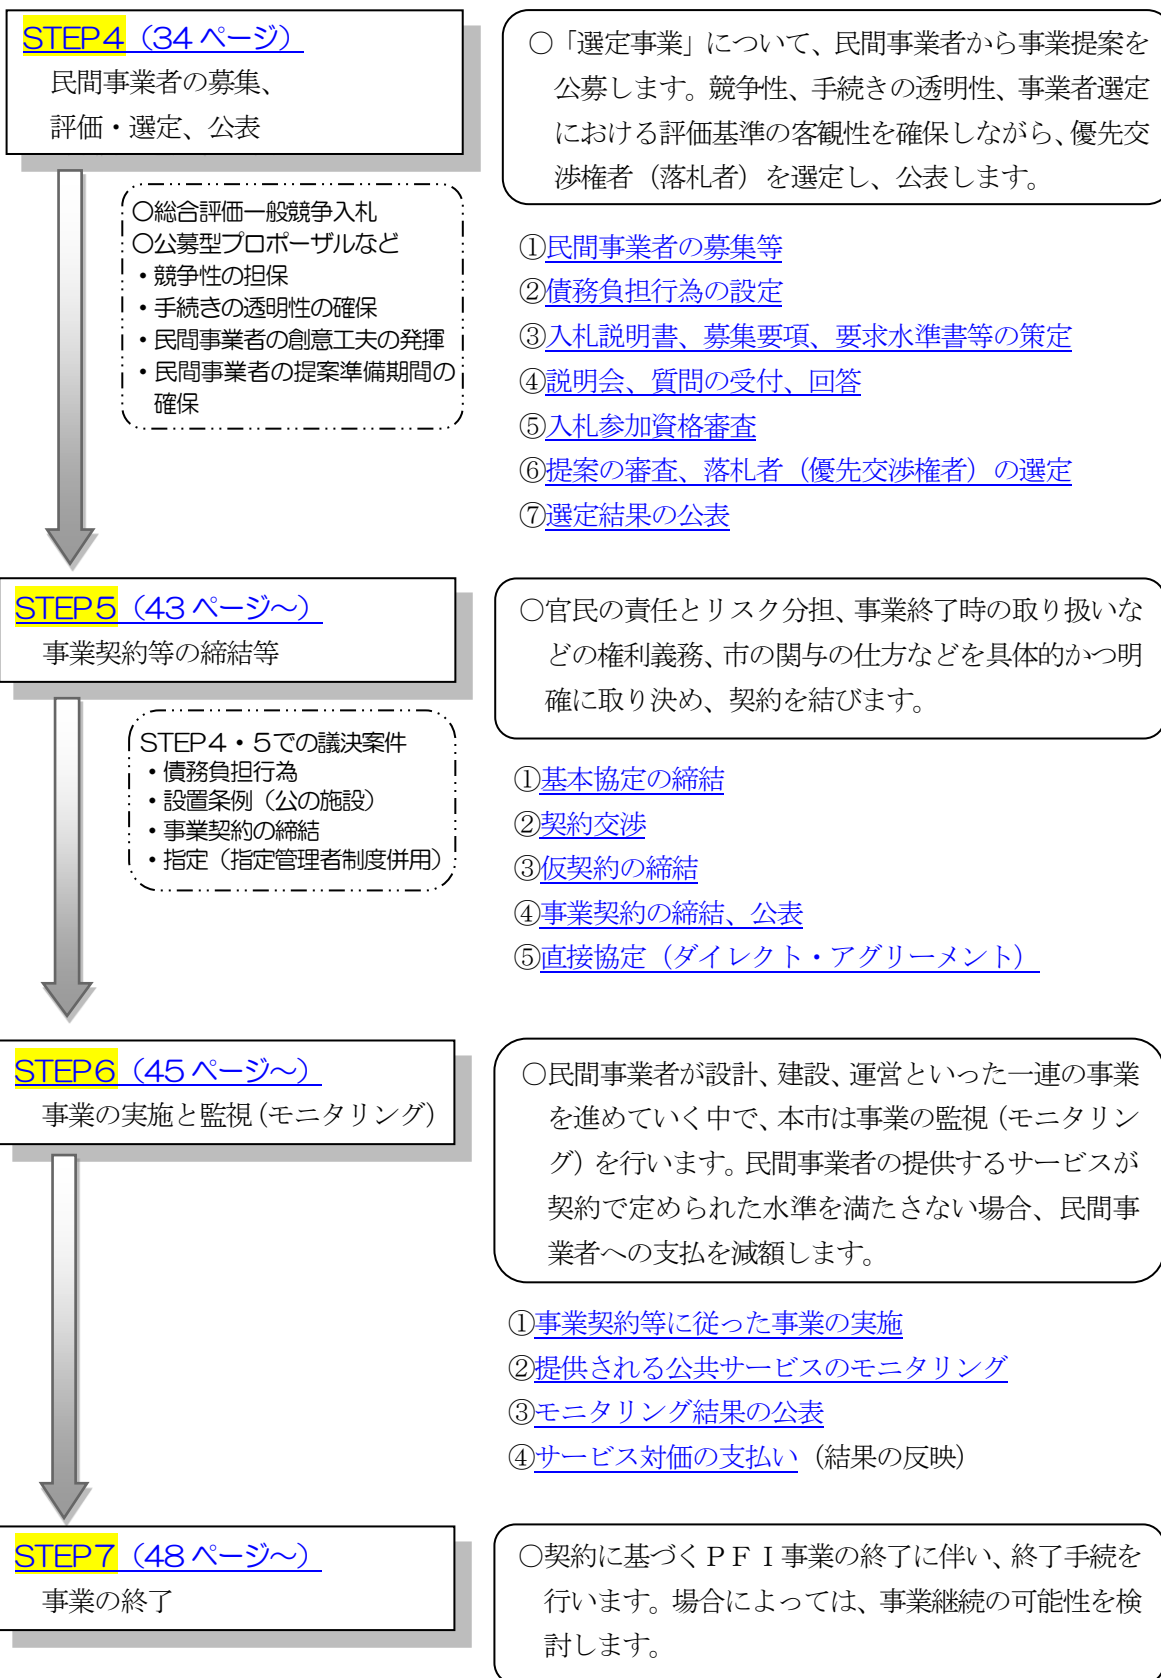 STEP4（34 ページ）
民間事業者の募集、
評価・選定、公表
○「選定事業」について、民間事業者から事業提案を
公募します。競争性、手続きの透明性、事業者選定
における評価基準の客観性を確保しながら、優先交
渉権者（落札者）を選定し、公表します。
○総合評価一般競争入札
○公募型プロポーザルなど
・競争性の担保
・手続きの透明性の確保
・民間事業者の創意工夫の発揮
・民間事業者の提案準備期間の
確保
①民間事業者の募集等
②債務負担行為の設定
③入札説明書、募集要項、要求水準書等の策定
④説明会、質問の受付、回答
⑤入札参加資格審査
⑥提案の審査、落札者（優先交渉権者）の選定
⑦選定結果の公表
STEP5（43 ページ～）
事業契約等の締結等
○官民の責任とリスク分担、事業終了時の取り扱いな
どの権利義務、市の関与の仕方などを具体的かつ明
確に取り決め、契約を結びます。
STEP4・5での議決案件
・債務負担行為
・設置条例（公の施設）
・事業契約の締結
・指定（指定管理者制度併用）
①基本協定の締結
②契約交渉
③仮契約の締結
④事業契約の締結、公表
⑤直接協定（ダイレクト・アグリーメント）
STEP6（45 ページ～）
事業の実施と監視（モニタリング）
○民間事業者が設計、建設、運営といった一連の事業
を進めていく中で、本市は事業の監視（モニタリン
グ）を行います。民間事業者の提供するサービスが
契約で定められた水準を満たさない場合、民間事
業者への支払を減額します。
①事業契約等に従った事業の実施
②提供される公共サービスのモニタリング
③モニタリング結果の公表
④サービス対価の支払い（結果の反映）
STEP7（48 ページ～）
事業の終了
○契約に基づくＰＦＩ事業の終了に伴い、終了手続を
行います。場合によっては、事業継続の可能性を検
討します。